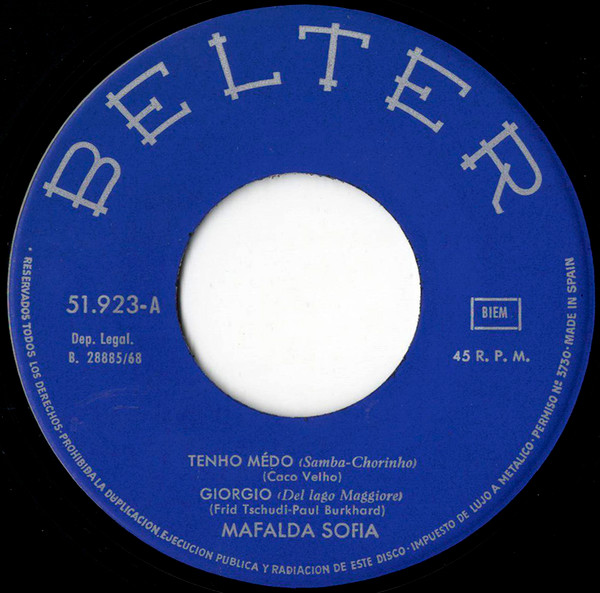 BELTER
51.923-A
Dep. Legal.
B. 28885/68
BIEM
45 R. P. M.
TENHO MÉDO (Samba-Chorinho)
(Caco Velho)
GIORGIO (Del lago Maggiore)
(Frid Tschudi-Paul Burkhard)
MAFALDA SOFIA
* RESERVADOS TODOS LOS DERECHOS·PROHIBIDA LA DUPLICACION, EJECUCION PUBLICA Y RADIACION DE ESTE DISCO·IMPUESTO DE LUJO A METALICO·PERMISO Nº 3730·MADE IN SPAIN